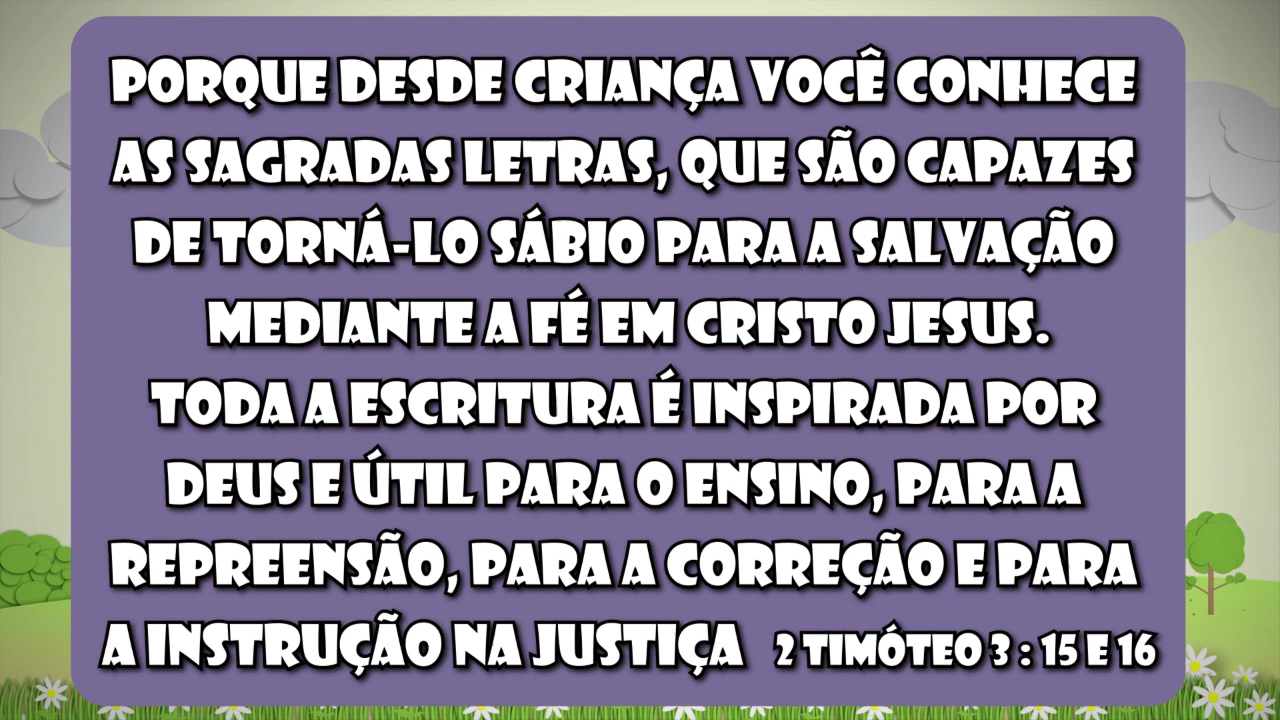 PORQUE DESDE CRIANÇA VOCÊ CONHECE
AS SAGRADAS LETRAS, QUE SÃO CAPAZES
DE TORNÁ-LO SÁBIO PARA A SALVAÇÃO
MEDIANTE A FÉ EM CRISTO JESUS.
TODA A ESCRITURA É INSPIRADA POR
DEUS E ÚTIL PARA O ENSINO, PARA A
REPREENSÃO, PARA A CORREÇÃO E PARA
A INSTRUÇÃO NA JUSTIÇA 2 TIMÓTEO 3 : 15 E 16